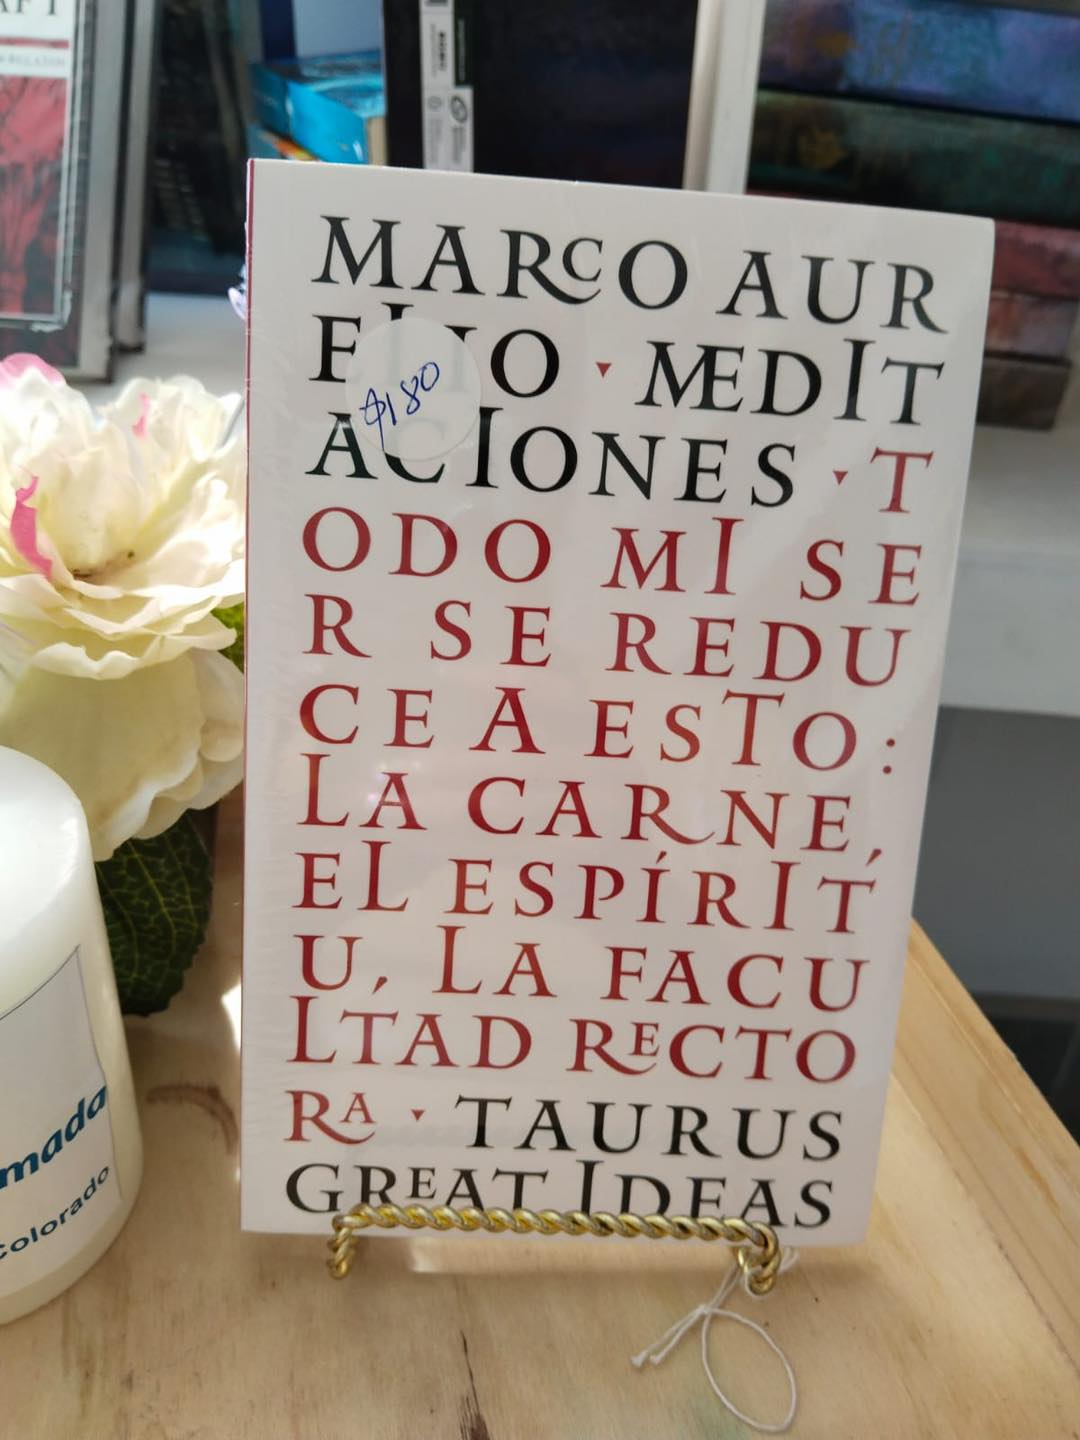 AFT
MARCO AUR
ELIO · MEDIT
$180
ACIONES · T
ODO MI SE
R SE REDU
CE A ESTO:
LA CARNE,
EL ESPÍRIT
U, LA FACU
LTAD RECTO
RA · TAURUS
GREAT IDEAS
mada
Colorado